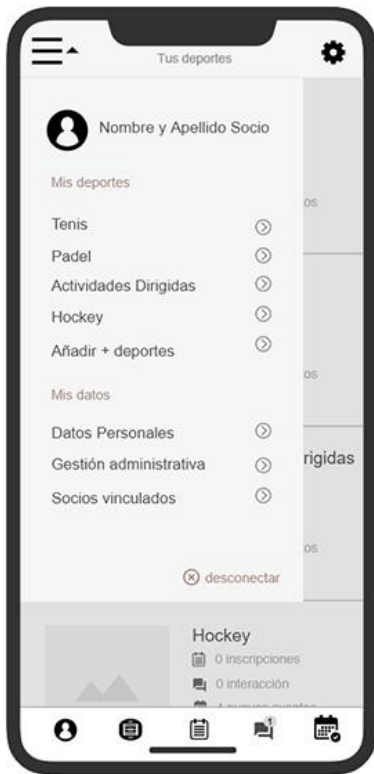 Tus deportes
Nombre y Apellido Socio
Mis deportes
os
Tenis
Padel
Actividades Dirigidas
Hockey
Añadir + deportes
os
Mis datos
Datos Personales
Gestión administrativa
rigidas
Socios vinculados
os
desconectar
Hockey
0 inscripciones
0 interacción
1